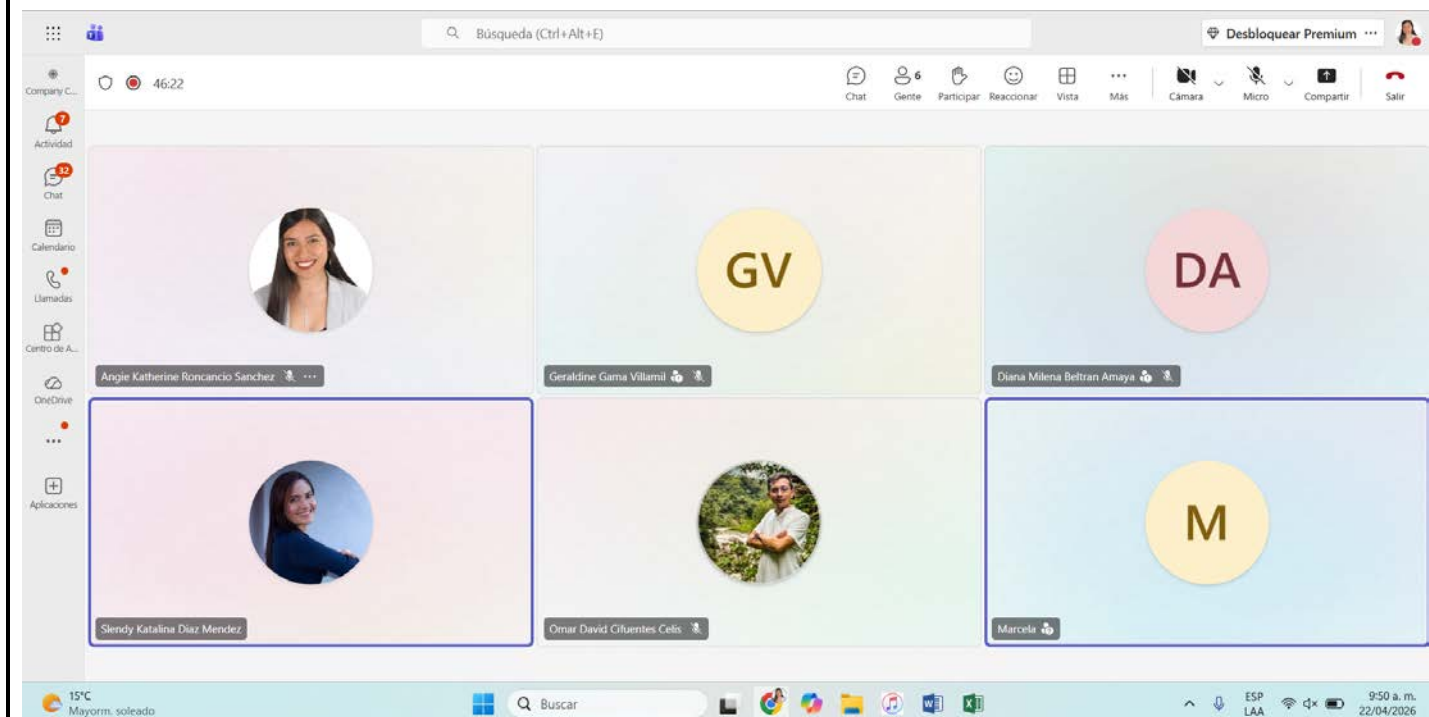 Búsqueda (Ctrl+Alt+E)
Desbloquear Premium ...
Company C...
46:22
6
Chat
Gente
Participar
Reaccionar
Vista
Más
Cámara
Micro
Compartir
Salir
7
Actividad
32
Chat
Calendario
Llamadas
Centro de A...
OneDrive
Aplicaciones
GV
DA
Angie Katherine Roncancio Sanchez
Geraldine Gama Villamil
Diana Milena Beltran Amaya
M
Slendy Katalina Diaz Mendez
Omar David Cifuentes Celis
Marcela
15°C
Mayorm. soleado
Buscar
ESP
LAA
9:50 a. m.
22/04/2026